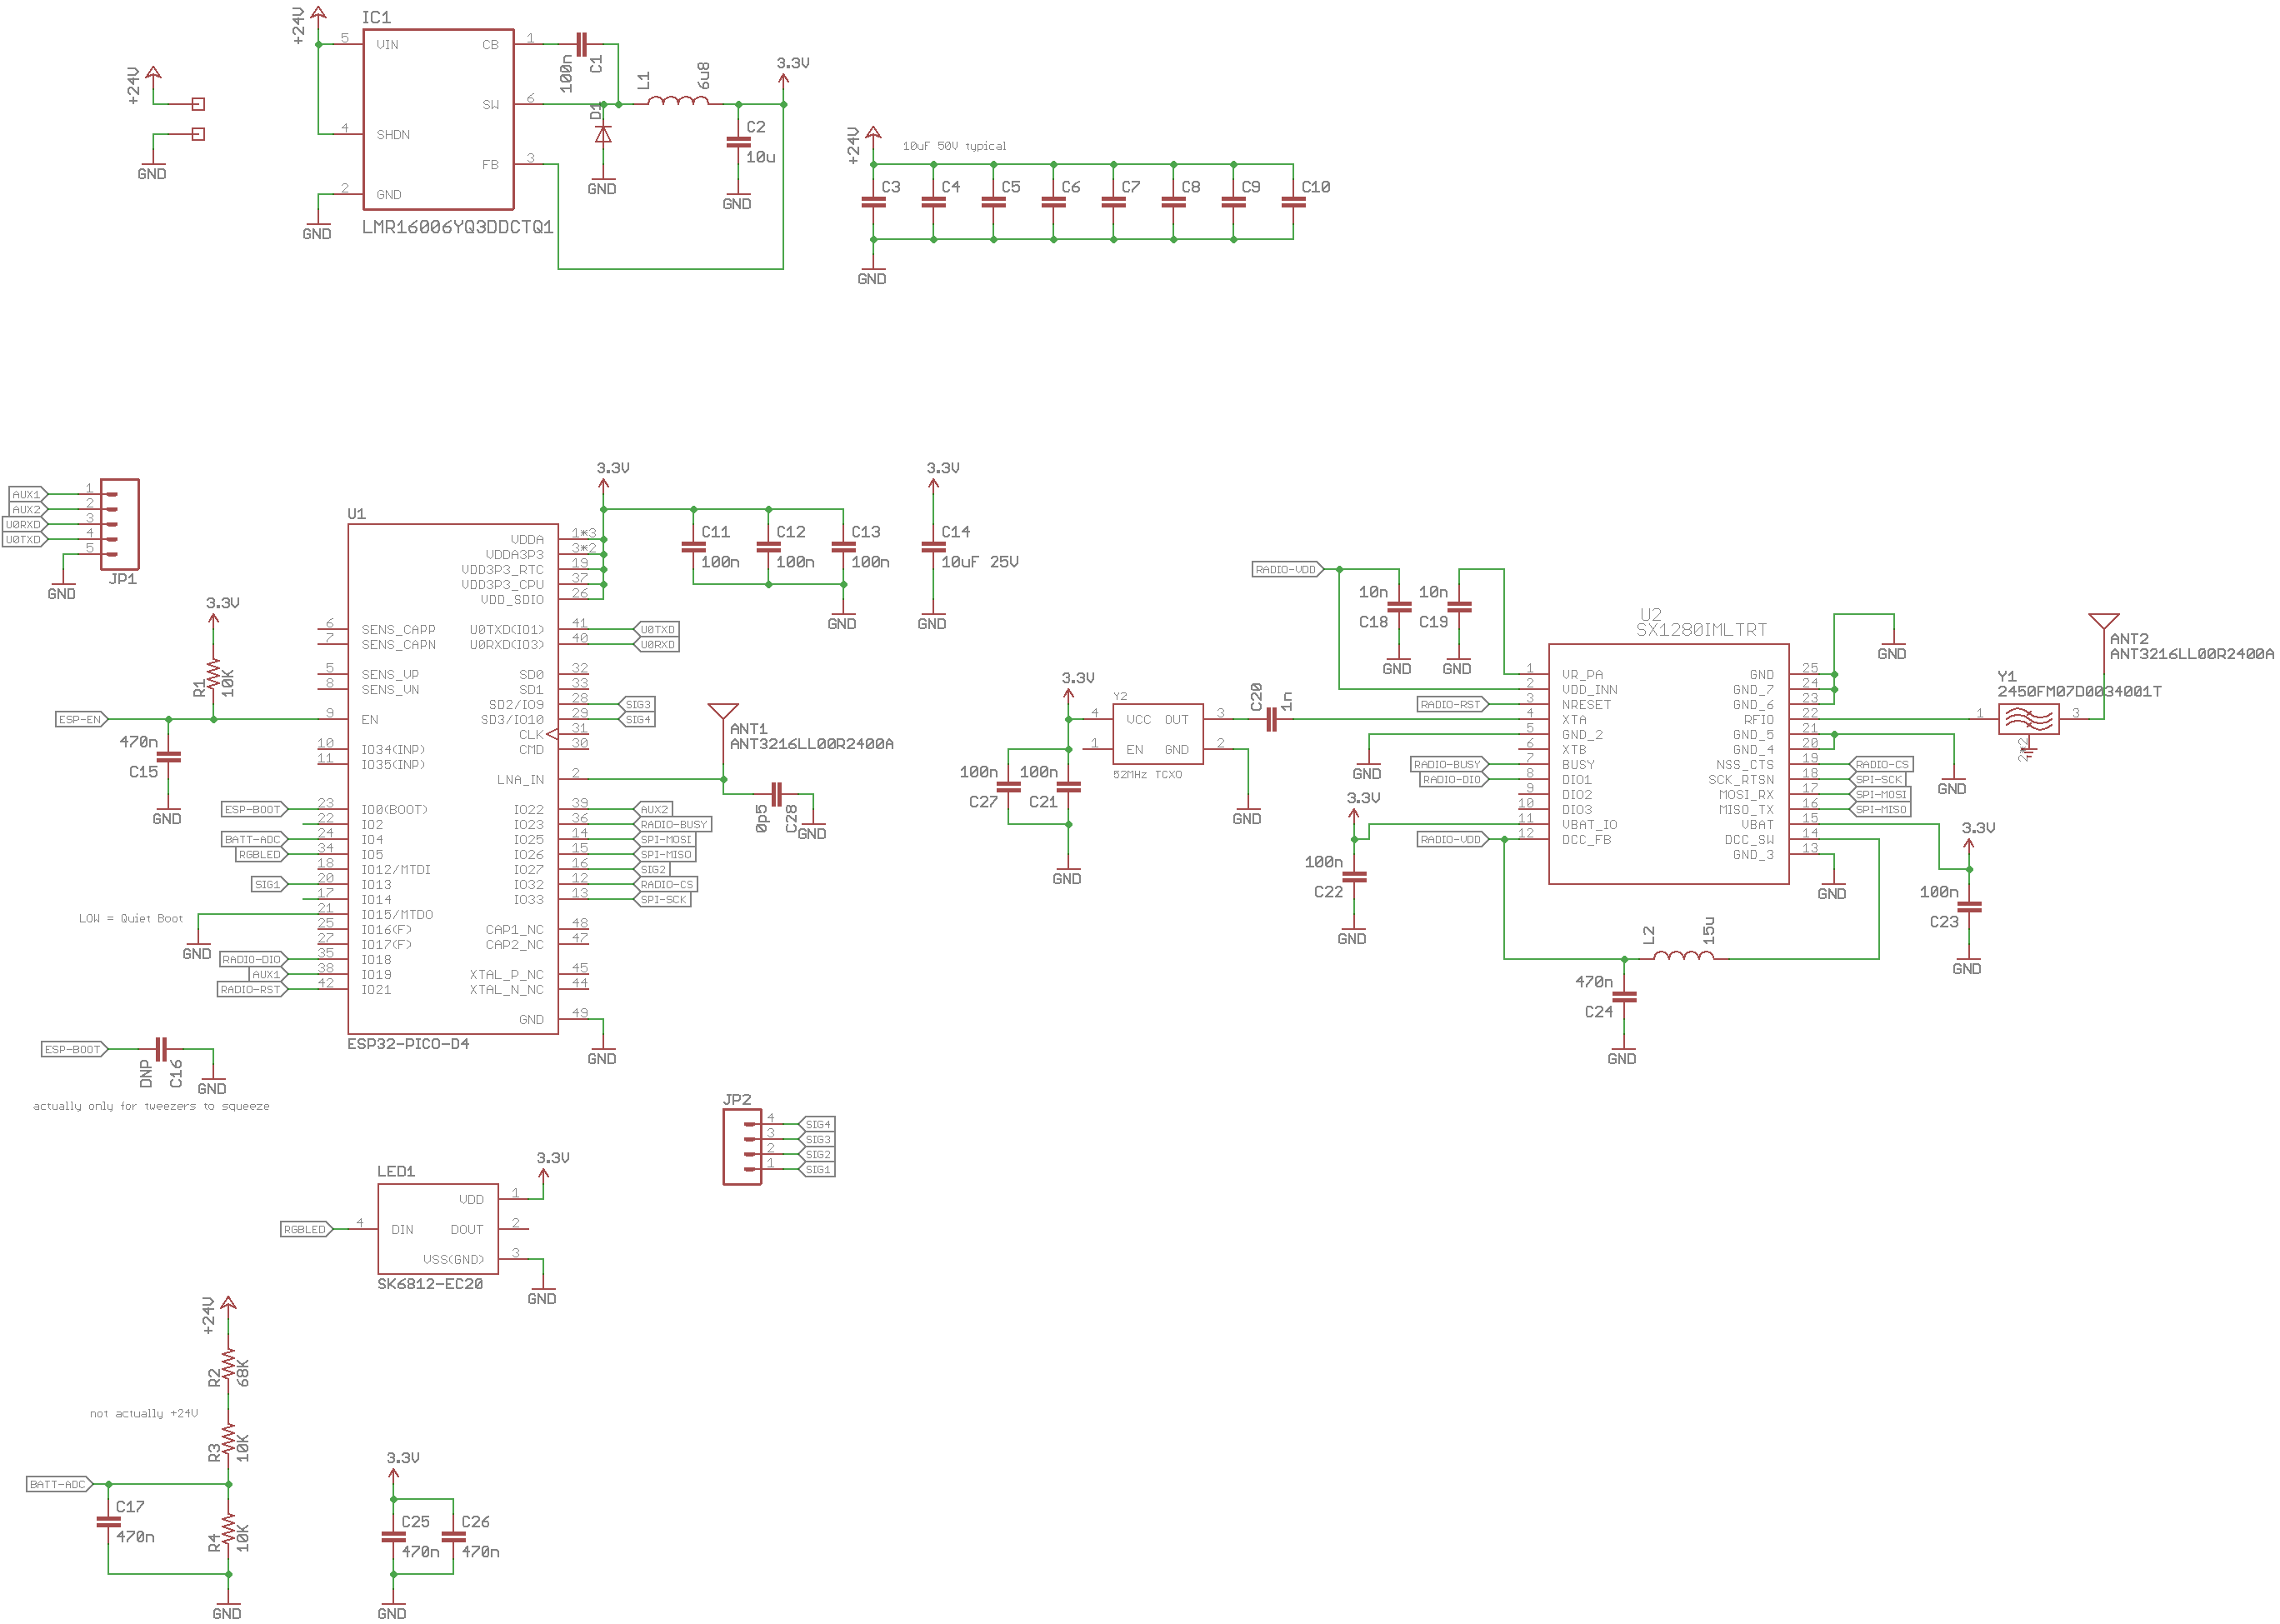 +24V
IC1
5 VIN
CB 1
100n
C1
L1
6u8
3.3V
+24V
SW 6
D1
4 SHDN
C2
10u
FB 3
GND
GND
GND
2 GND
GND
LMR16006YQ3DDCTQ1
+24V
10uF 50V typical
C3
C4
C5
C6
C7
C8
C9
C10
GND
AUX1 1
AUX2 2
U0RXD 3
U0TXD 4
5
JP1
GND
3.3V
U1
VDDA 1*3
VDDA3P3 3*2
VDD3P3_RTC 19
VDD3P3_CPU 37
VDD_SDIO 26
C11
100n
C12
100n
C13
100n
GND
3.3V
C14
10uF 25V
GND
3.3V
R1
10K
ESP-EN
470n
C15
GND
6 SENS_CAPP
7 SENS_CAPN
5 SENS_VP
8 SENS_VN
9 EN
10 IO34(INP)
11 IO35(INP)
ESP-BOOT 23 IO0(BOOT)
22 IO2
BATT-ADC 24 IO4
RGBLED 34 IO5
18 IO12/MTDI
SIG1 20 IO13
17 IO14
LOW = Quiet Boot
21 IO15/MTDO
25 IO16(F)
27 IO17(F)
GND
RADIO-DIO 35 IO18
AUX1 38 IO19
RADIO-RST 42 IO21
U0TXD(IO1) 41 U0TXD
U0RXD(IO3) 40 U0RXD
SD0 32
SD1 33
SD2/IO9 28 SIG3
SD3/IO10 29 SIG4
CLK 31
CMD 30
LNA_IN 2
IO22 39 AUX2
IO23 36 RADIO-BUSY
IO25 14 SPI-MOSI
IO26 15 SPI-MISO
IO27 16 SIG2
IO32 12 RADIO-CS
IO33 13 SPI-SCK
CAP1_NC 48
CAP2_NC 47
XTAL_P_NC 45
XTAL_N_NC 44
GND 49
GND
ESP32-PICO-D4
ANT1
ANT3216LL00R2400A
0p5
C28
GND
ESP-BOOT
DNP
C16
GND
actually only for tweezers to squeeze
JP2
4 SIG4
3 SIG3
2 SIG2
1 SIG1
LED1
3.3V
VDD 1
RGBLED 4 DIN
DOUT 2
VSS(GND) 3
SK6812-EC20
GND
+24V
R2
68K
not actually +24V
R3
10K
BATT-ADC
C17
470n
R4
10K
GND
3.3V
C25
470n
C26
470n
GND
RADIO-VDD
10n
C18
10n
C19
GND
GND
3.3V
Y2
4 VCC
OUT 3
1 EN
GND 2
52MHz TCXO
C20
1n
100n
C27
100n
C21
GND
GND
U2
SX1280IMLTRT
1 VR_PA
2 VDD_INN
RADIO-RST 3 NRESET
4 XTA
5 GND_2
6 XTB
GND
RADIO-BUSY 7 BUSY
RADIO-DIO 8 DIO1
9 DIO2
10 DIO3
3.3V
11 VBAT_IO
RADIO-VDD 12 DCC_FB
100n
C22
GND
GND 25
GND_7 24
GND_6 23
RFIO 22
GND_5 21
GND_4 20
NSS_CTS 19 RADIO-CS
SCK_RTSN 18 SPI-SCK
MOSI_RX 17 SPI-MOSI
MISO_TX 16 SPI-MISO
VBAT 15
DCC_SW 14
GND_3 13
GND
GND
GND
3.3V
100n
C23
GND
L2
15u
470n
C24
GND
Y1
2450FM07D0034001T
1
3
2*2
ANT2
ANT3216LL00R2400A